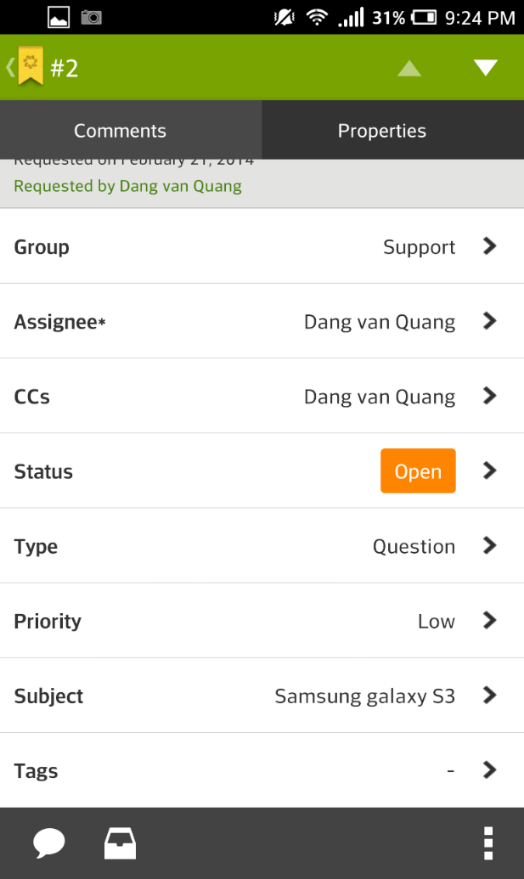 31% 9:24 PM
#2
Comments Properties
Requested on February 21, 2014
Requested by Dang van Quang
Group Support
Assignee* Dang van Quang
CCs Dang van Quang
Status Open
Type Question
Priority Low
Subject Samsung galaxy S3
Tags -